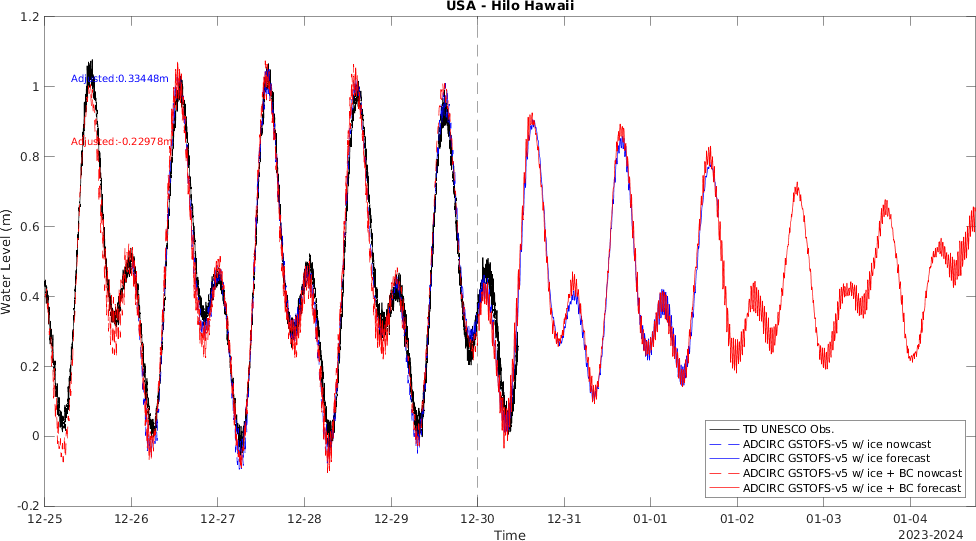 USA - Hilo Hawaii
1.2
1
0.8
0.6
0.4
0.2
0
-0.2
Water Level (m)
Adjusted:0.33448m
Adjusted:-0.22978m
TD UNESCO Obs.
ADCIRC GSTOFS-v5 w/ ice nowcast
ADCIRC GSTOFS-v5 w/ ice forecast
ADCIRC GSTOFS-v5 w/ ice + BC nowcast
ADCIRC GSTOFS-v5 w/ ice + BC forecast
12-25 12-26 12-27 12-28 12-29 12-30 12-31 01-01 01-02 01-03 01-04
Time
2023-2024